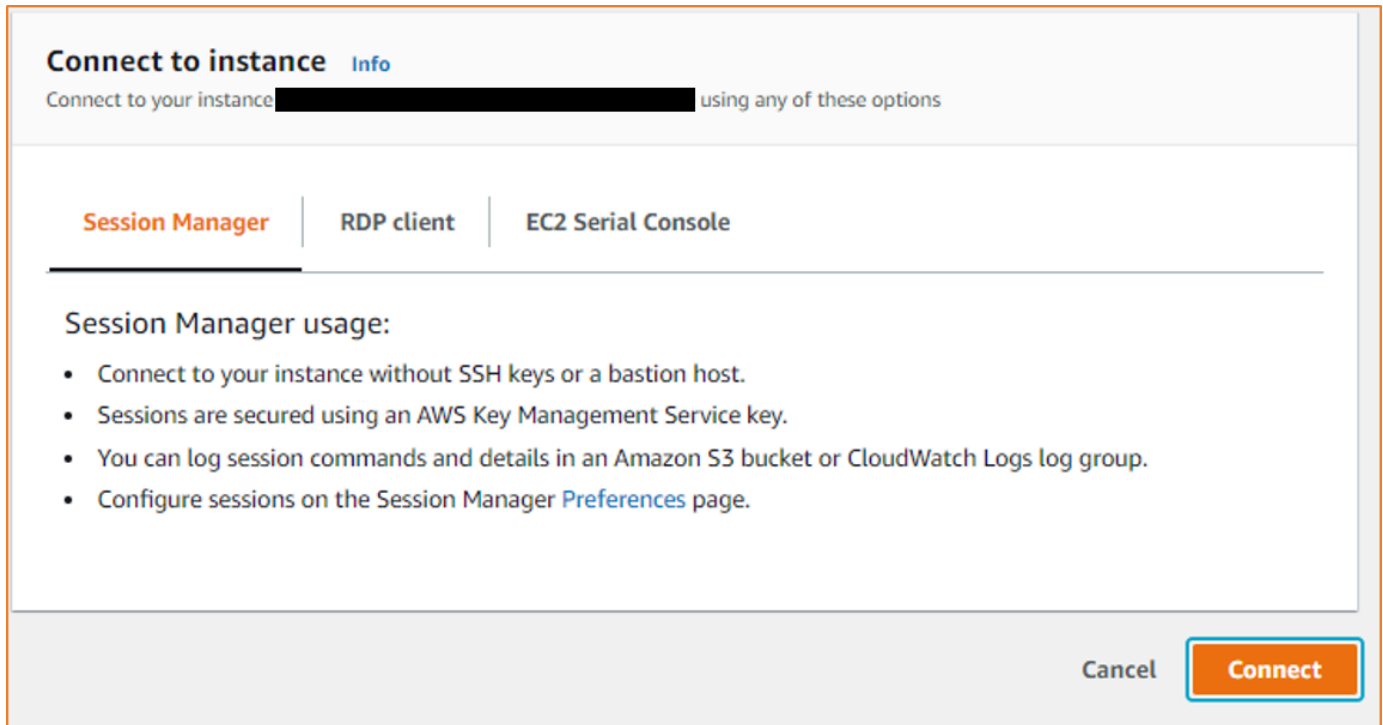 Connect to instance Info
Connect to your instance using any of these options
Session Manager RDP client EC2 Serial Console
Session Manager usage:
• Connect to your instance without SSH keys or a bastion host.
• Sessions are secured using an AWS Key Management Service key.
• You can log session commands and details in an Amazon S3 bucket or CloudWatch Logs log group.
• Configure sessions on the Session Manager Preferences page.
Cancel Connect